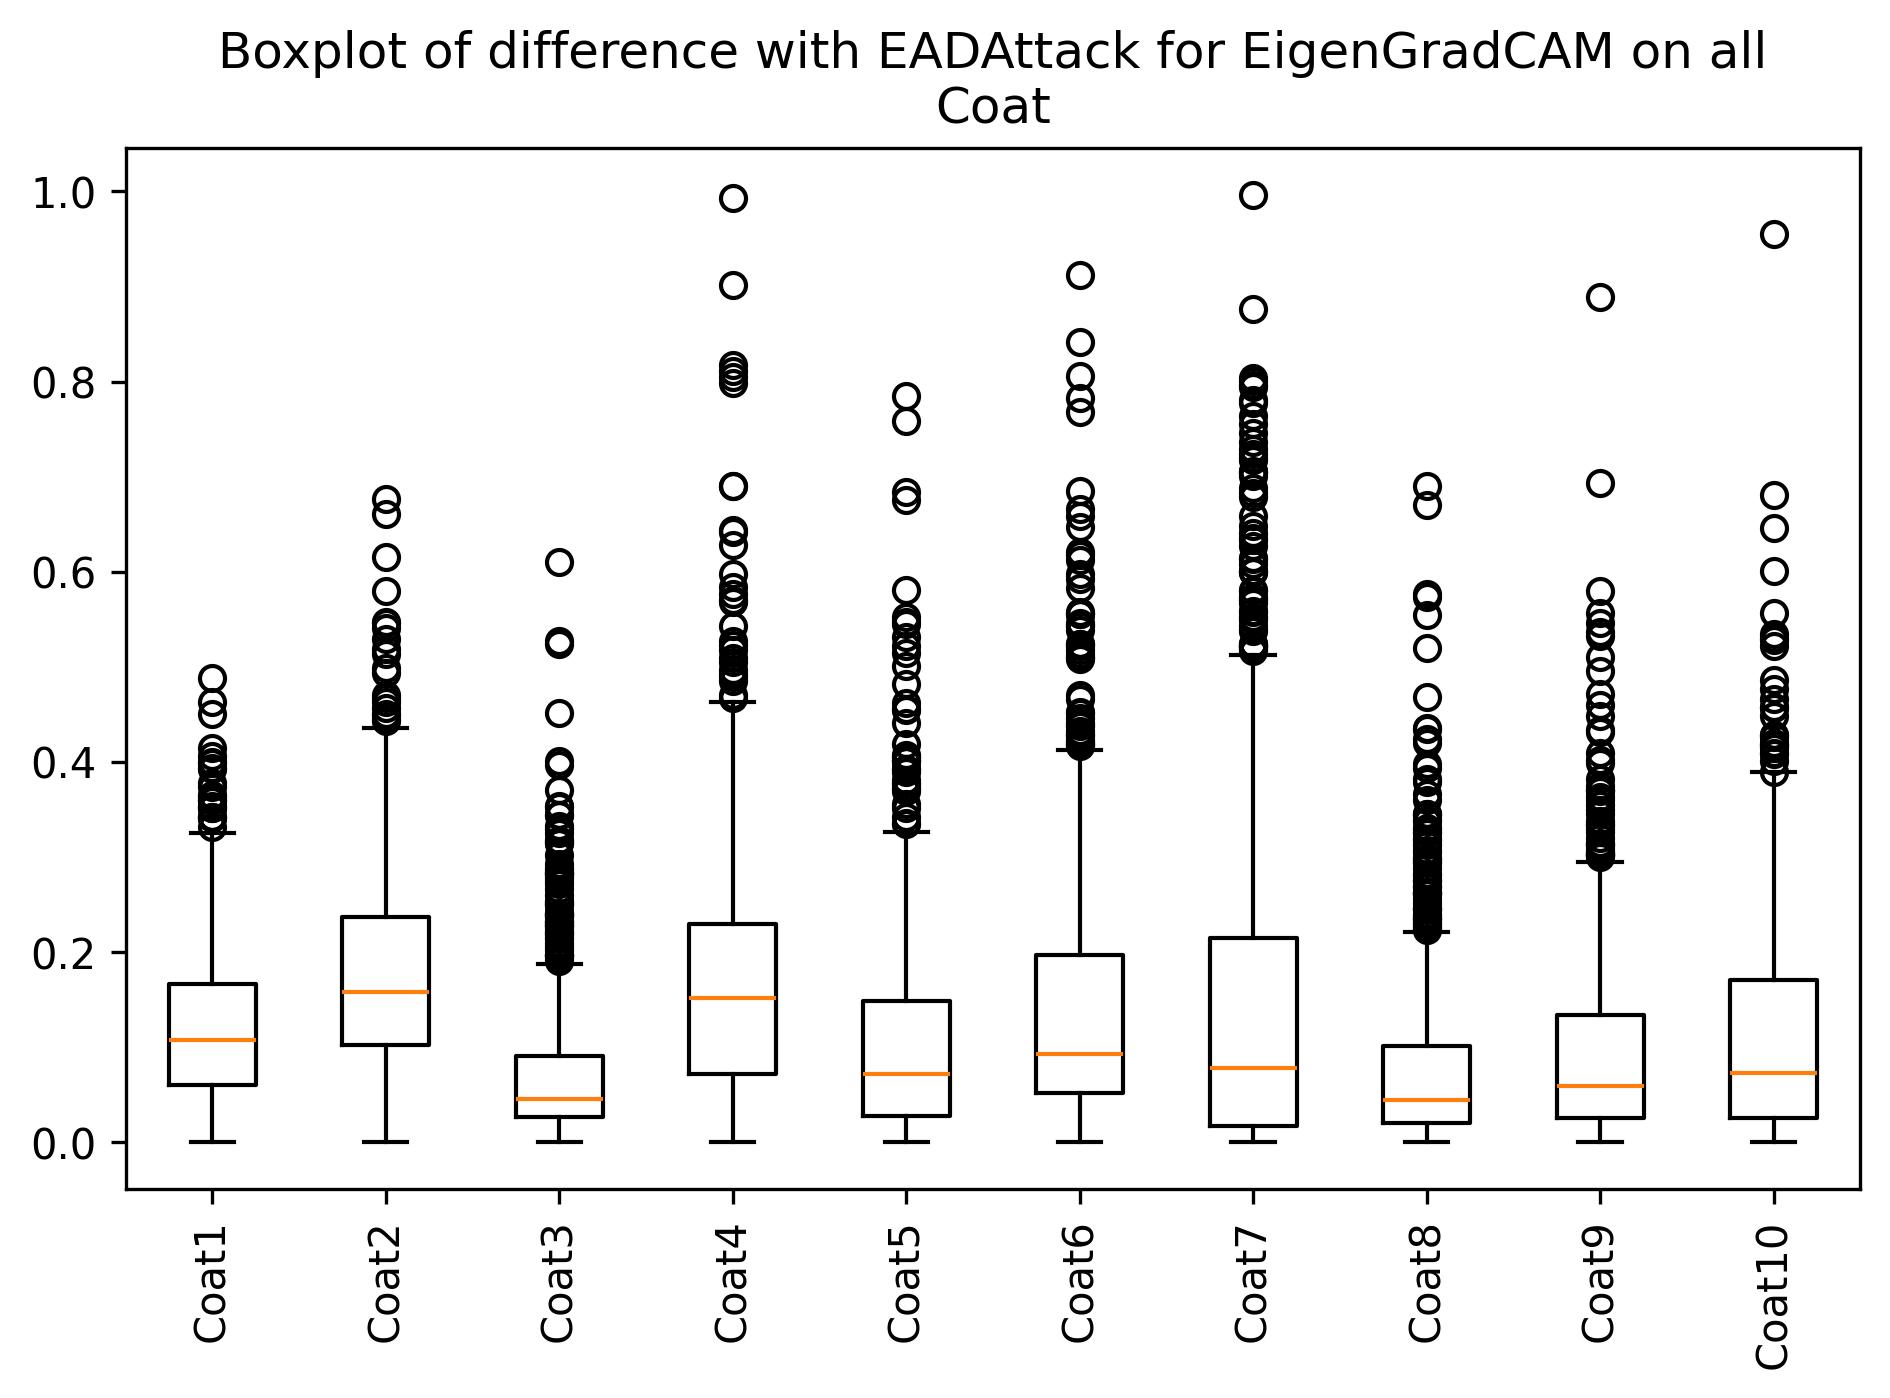 Boxplot of difference with EADAttack for EigenGradCAM on all
Coat
1.0
0.8
0.6
0.4
0.2
0.0
Coat1
Coat2
Coat3
Coat4
Coat5
Coat6
Coat7
Coat8
Coat9
Coat10